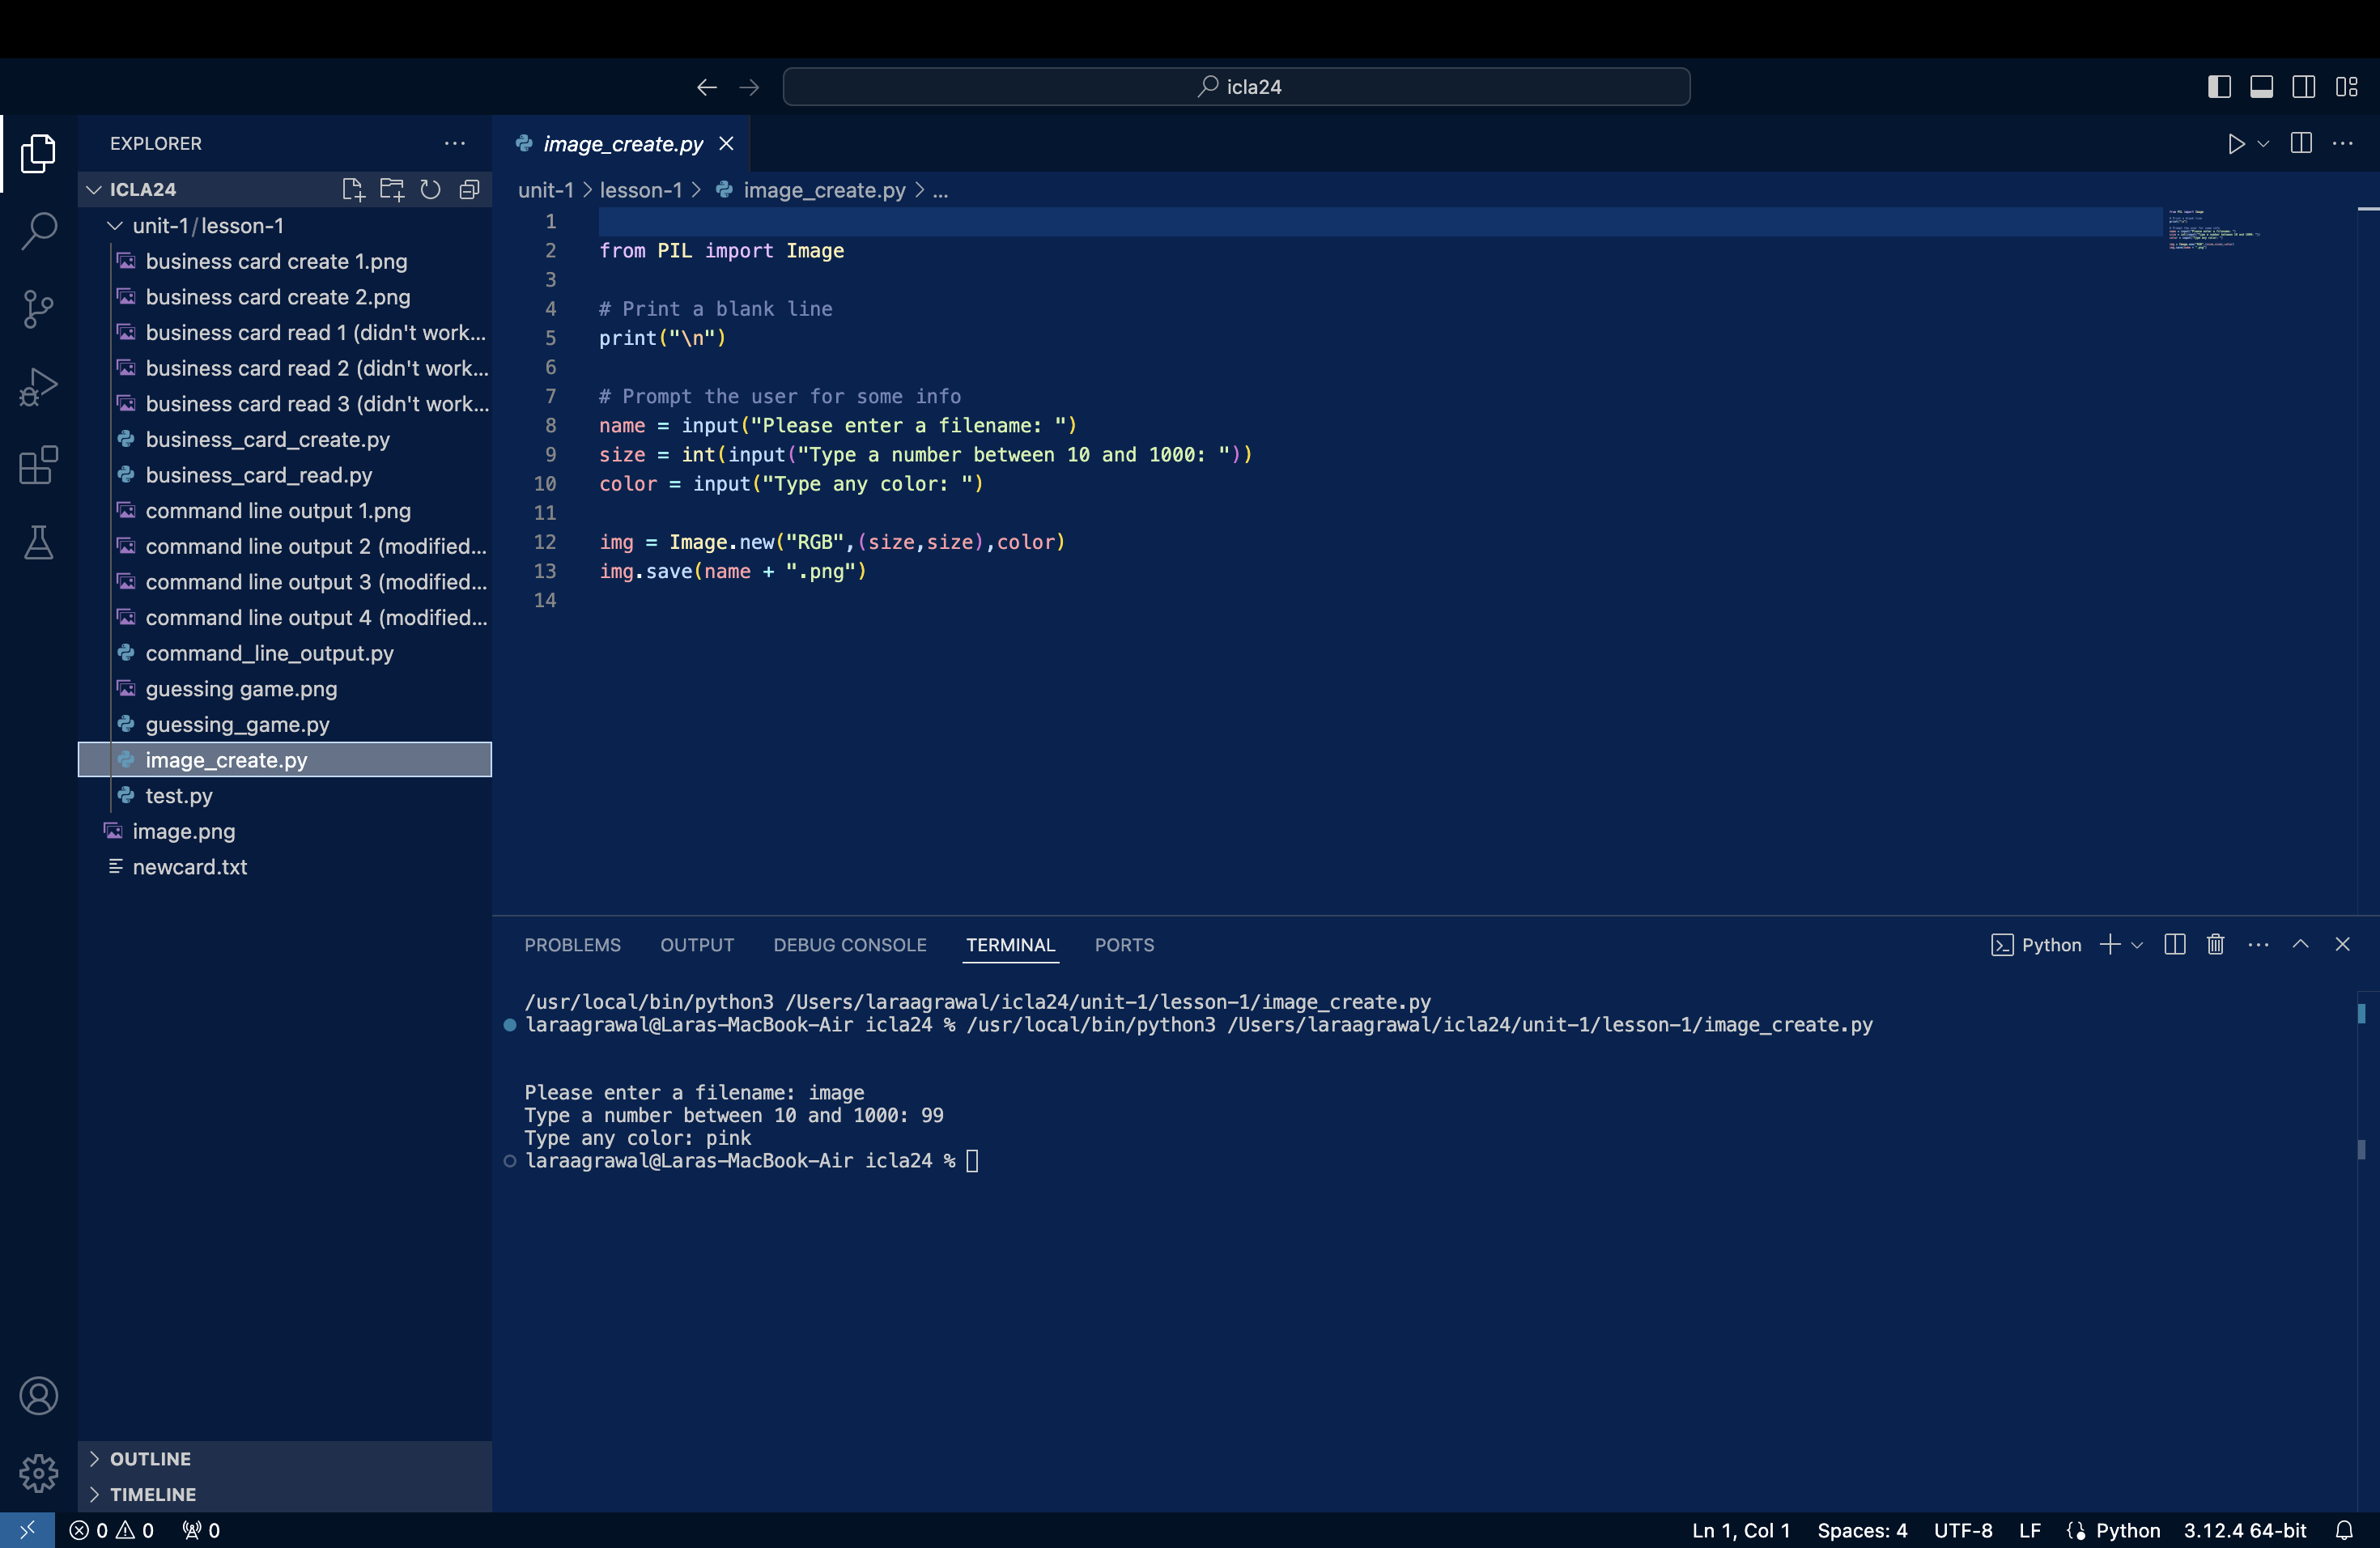 icla24
EXPLORER
ICLA24
unit-1/lesson-1
business card create 1.png
business card create 2.png
business card read 1 (didn't work...
business card read 2 (didn't work...
business card read 3 (didn't work...
business_card_create.py
business_card_read.py
command line output 1.png
command line output 2 (modified...
command line output 3 (modified...
command line output 4 (modified...
command_line_output.py
guessing game.png
guessing_game.py
image_create.py
test.py
image.png
newcard.txt
OUTLINE
TIMELINE
image_create.py
unit-1 > lesson-1 > image_create.py > ...
1
2 from PIL import Image
3
4 # Print a blank line
5 print("\n")
6
7 # Prompt the user for some info
8 name = input("Please enter a filename: ")
9 size = int(input("Type a number between 10 and 1000: "))
10 color = input("Type any color: ")
11
12 img = Image.new("RGB",(size,size),color)
13 img.save(name + ".png")
14
PROBLEMS OUTPUT DEBUG CONSOLE TERMINAL PORTS
Python
/usr/local/bin/python3 /Users/laraagrawal/icla24/unit-1/lesson-1/image_create.py
laraagrawal@Laras-MacBook-Air icla24 % /usr/local/bin/python3 /Users/laraagrawal/icla24/unit-1/lesson-1/image_create.py
Please enter a filename: image
Type a number between 10 and 1000: 99
Type any color: pink
laraagrawal@Laras-MacBook-Air icla24 %
0 0 0
Ln 1, Col 1 Spaces: 4 UTF-8 LF Python 3.12.4 64-bit